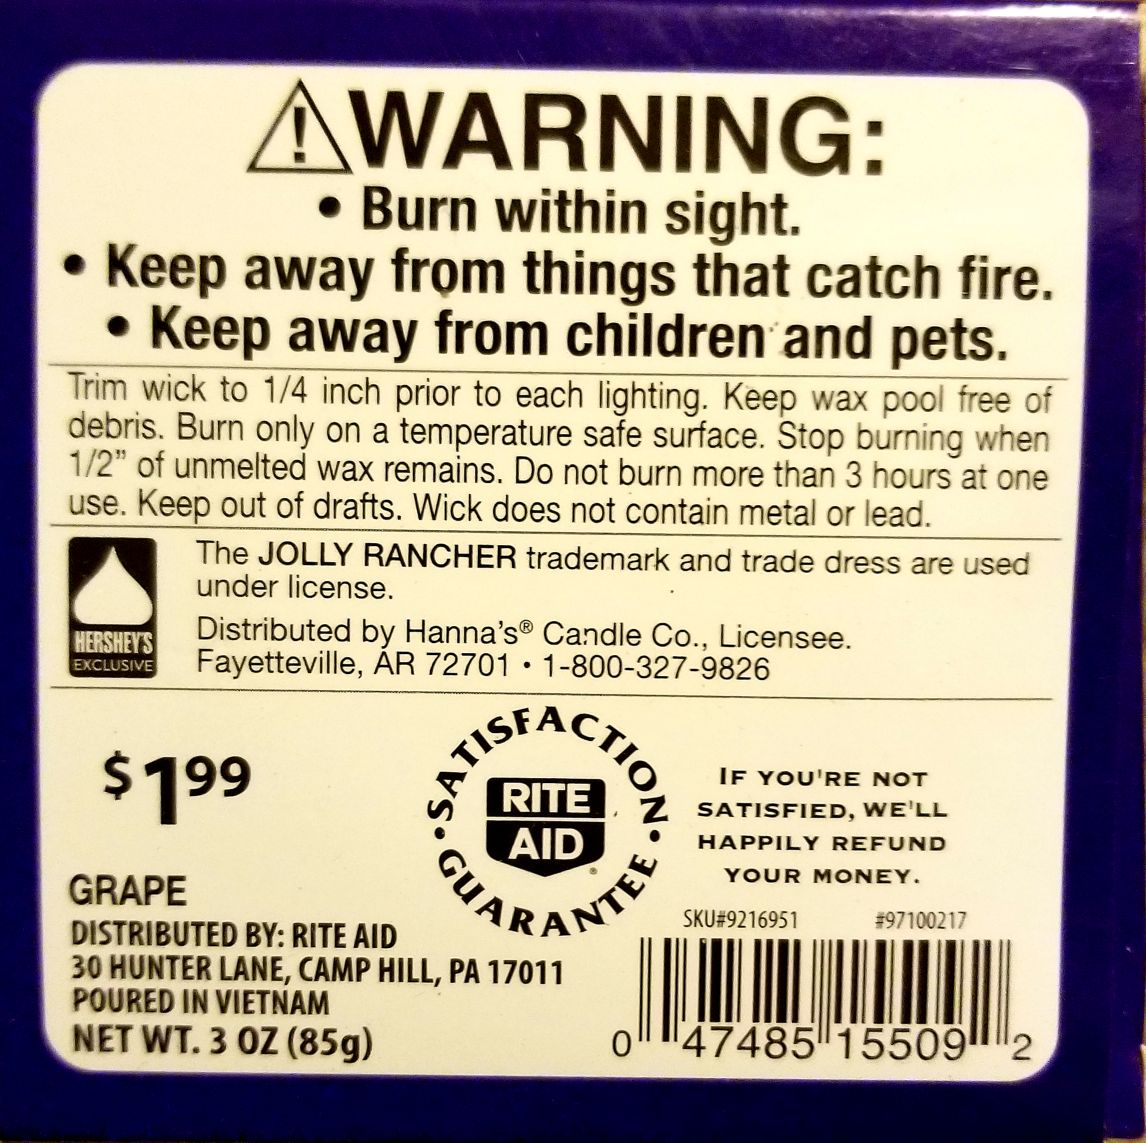 ⚠WARNING:
• Burn within sight.
• Keep away from things that catch fire.
• Keep away from children and pets.
Trim wick to 1/4 inch prior to each lighting. Keep wax pool free of
debris. Burn only on a temperature safe surface. Stop burning when
1/2” of unmelted wax remains. Do not burn more than 3 hours at one
use. Keep out of drafts. Wick does not contain metal or lead.
HERSHEY'S
EXCLUSIVE
The JOLLY RANCHER trademark and trade dress are used
under license.
Distributed by Hanna's® Candle Co., Licensee.
Fayetteville, AR 72701 • 1-800-327-9826
$1.99
SATISFACTION
RITE
AID
• GUARANTEE •
IF YOU'RE NOT
SATISFIED, WE'LL
HAPPILY REFUND
YOUR MONEY.
GRAPE
DISTRIBUTED BY: RITE AID
30 HUNTER LANE, CAMP HILL, PA 17011
POURED IN VIETNAM
NET WT. 3 OZ (85g)
SKU#9216951 #97100217
0 47485 15509 2